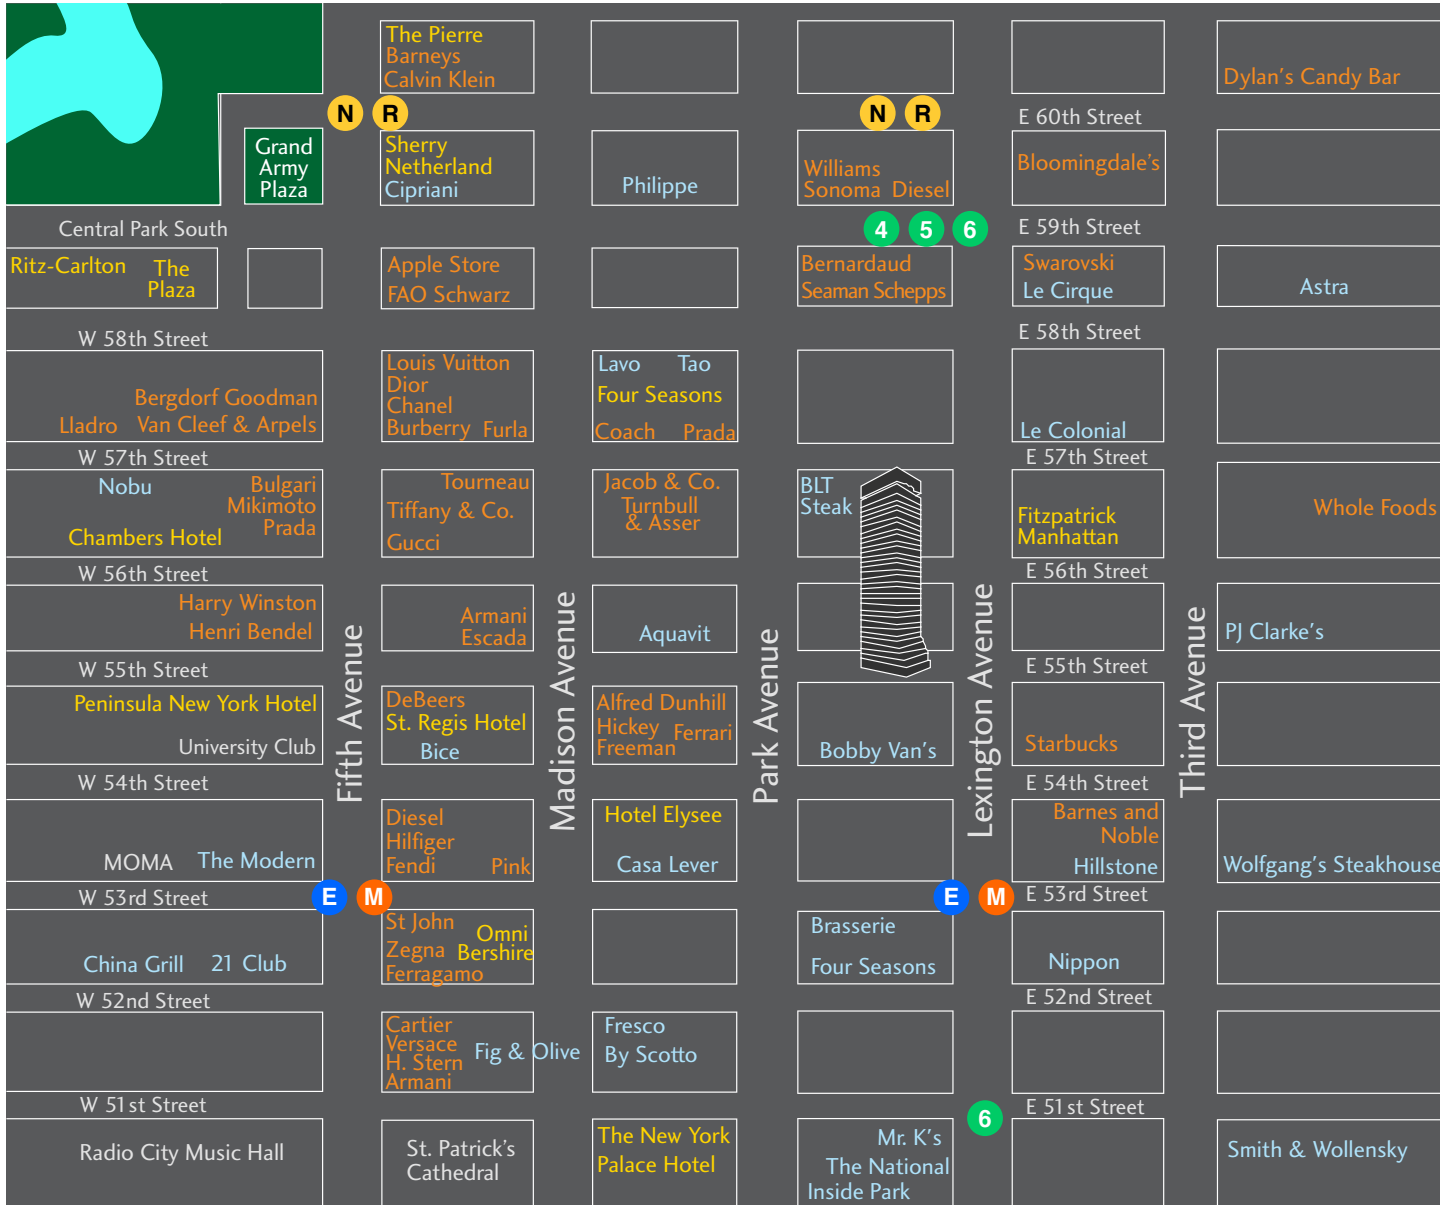 The Pierre
Barneys
Calvin Klein
Dylan's Candy Bar
N R
N R
E 60th Street
Grand
Army
Plaza
Sherry
Netherland
Cipriani
Philippe
Williams
Sonoma Diesel
Bloomingdale's
Central Park South
4 5 6
E 59th Street
Ritz-Carlton
The
Plaza
Apple Store
FAO Schwarz
Bernardaud
Seaman Schepps
Swarovski
Le Cirque
Astra
W 58th Street
E 58th Street
Bergdorf Goodman
Lladro Van Cleef & Arpels
Louis Vuitton
Dior
Chanel
Burberry Furla
Lavo Tao
Four Seasons
Coach Prada
Le Colonial
W 57th Street
E 57th Street
Nobu
Bulgari
Mikimoto
Prada
Chambers Hotel
Tourneau
Tiffany & Co.
Gucci
Jacob & Co.
Turnbull
& Asser
BLT
Steak
Fitzpatrick
Manhattan
Whole Foods
W 56th Street
E 56th Street
Harry Winston
Henri Bendel
Armani
Escada
Aquavit
PJ Clarke's
W 55th Street
E 55th Street
Fifth Avenue
Madison Avenue
Park Avenue
Lexington Avenue
Third Avenue
Peninsula New York Hotel
University Club
DeBeers
St. Regis Hotel
Bice
Alfred Dunhill
Hickey Ferrari
Freeman
Bobby Van's
Starbucks
W 54th Street
E 54th Street
MOMA The Modern
Diesel
Hilfiger
Fendi Pink
Hotel Elysee
Casa Lever
Barnes and
Noble
Hillstone
Wolfgang's Steakhouse
W 53rd Street
E M
E M
E 53rd Street
China Grill 21 Club
St John
Zegna
Ferragamo
Omni
Bershire
Brasserie
Four Seasons
Nippon
W 52nd Street
E 52nd Street
Cartier
Versace
H. Stern
Armani
Fig & Olive
Fresco
By Scotto
W 51st Street
6
E 51st Street
Radio City Music Hall
St. Patrick's
Cathedral
The New York
Palace Hotel
Mr. K's
The National
Inside Park
Smith & Wollensky